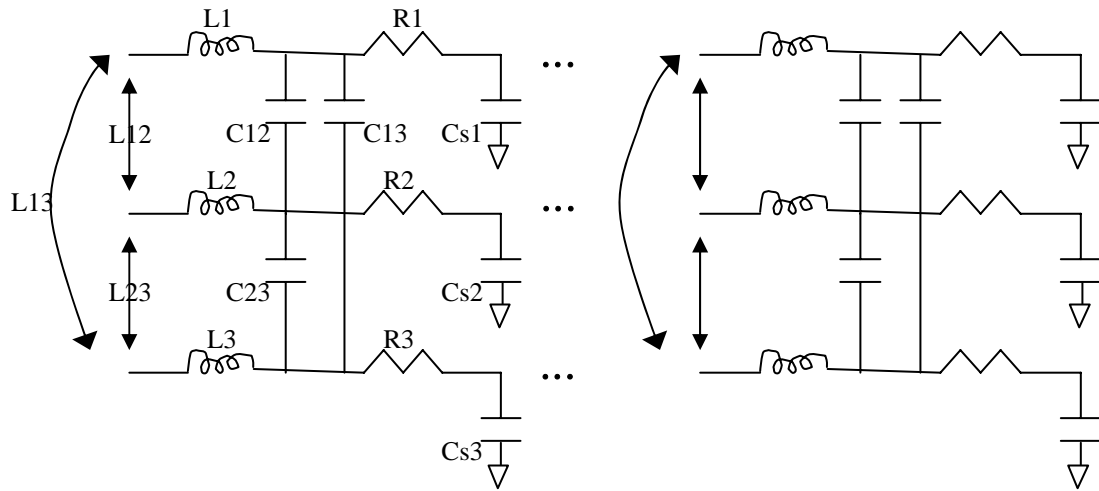 L1 R1
...
L12 C12 C13 Cs1
L13 L2 R2
...
L23 C23 Cs2
L3 R3
...
Cs3